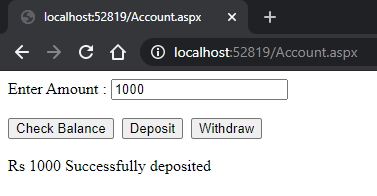 localhost:52819/Account.aspx
localhost:52819/Account.aspx
Enter Amount : 1000
Check Balance Deposit Withdraw
Rs 1000 Successfully deposited